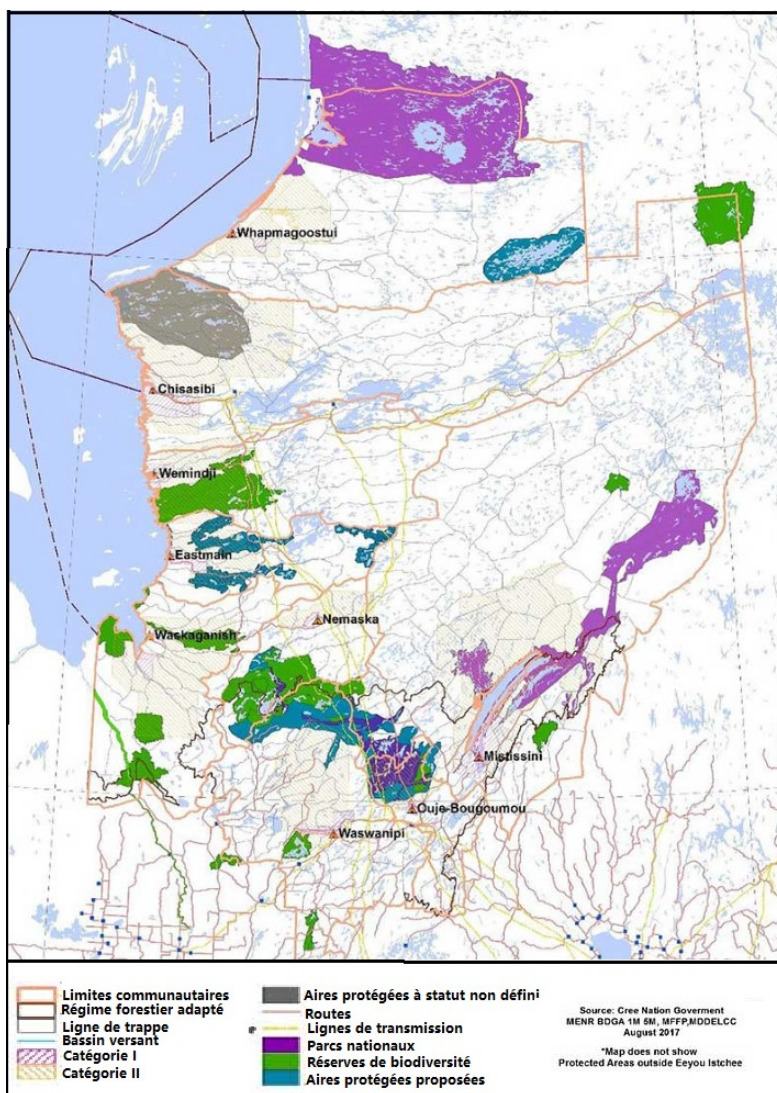 Whapmagoostui
Chisasibi
Wemindji
Eastmain
Nemaska
Waskaganish
Mistissini
Ouje-Bougoumou
Waswanipi
Limites communautaires
Régime forestier adapté
Ligne de trappe
Bassin versant
Catégorie I
Catégorie II
Aires protégées à statut non défini
Routes
Lignes de transmission
Parcs nationaux
Réserves de biodiversité
Aires protégées proposées
Source: Cree Nation Goverment
MENR BDGA 1M 5M, MFFP,MDDELCC
August 2017
*Map does not show
Protected Areas outside Eeyou Istchee